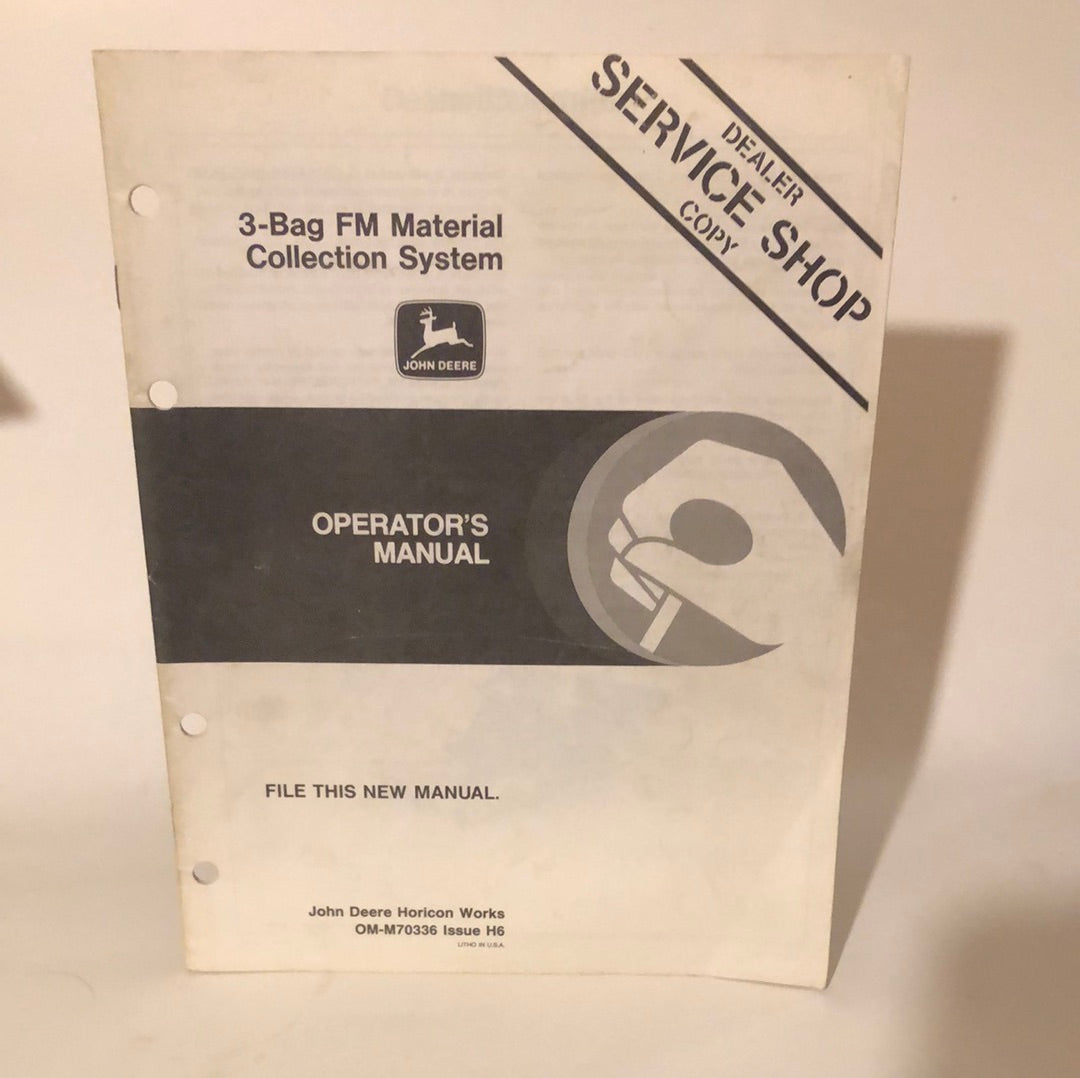 DEALER
SERVICE SHOP
COPY
3-Bag FM Material
Collection System
JOHN DEERE
OPERATOR'S
MANUAL
FILE THIS NEW MANUAL.
John Deere Horicon Works
OM-M70336 Issue H6
LITHO IN U.S.A.